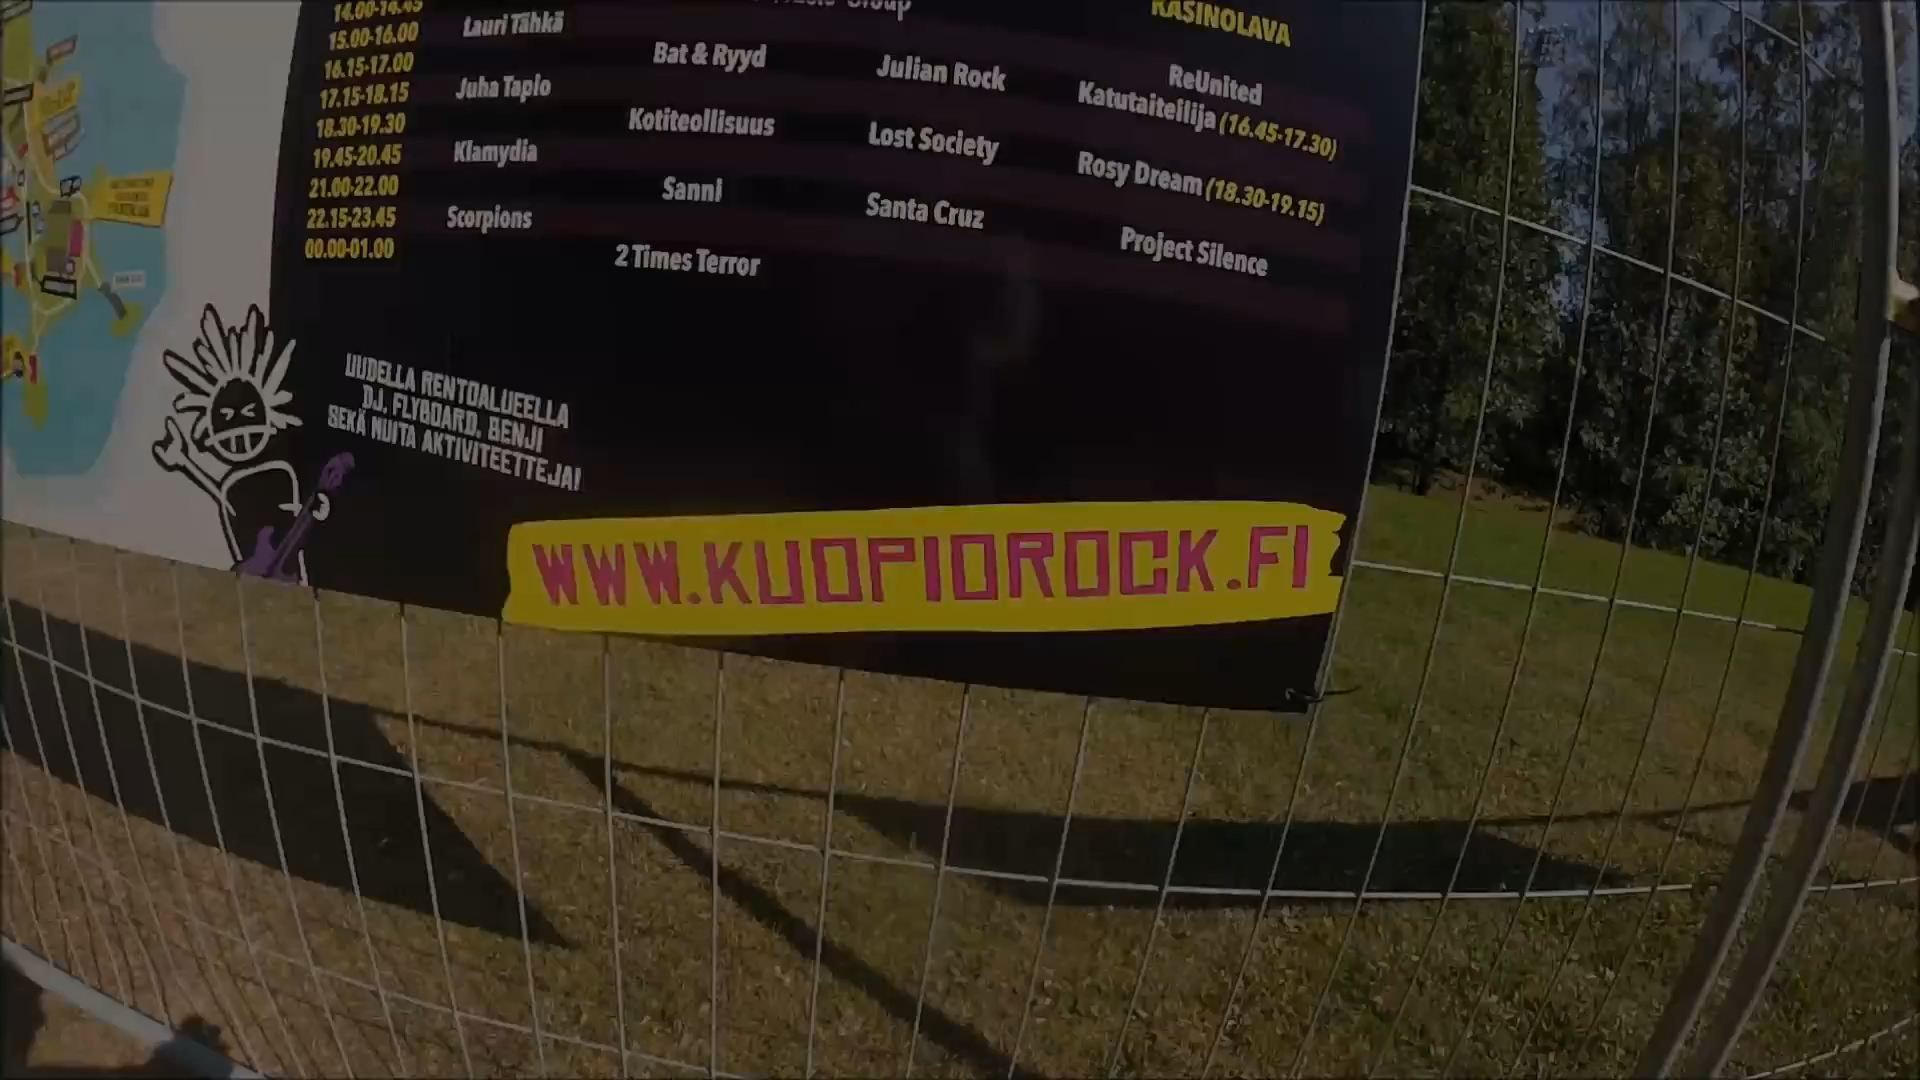 14.00-14.45
KASINOLAVA
15.00-16.00 Lauri Tähkä
16.15-17.00 Bat & Ryyd Julian Rock ReUnited
17.15-18.15 Juha Tapio Katutaiteilija (16.45-17.30)
18.30-19.30 Kotiteollisuus Lost Society
19.45-20.45 Klamydia Rosy Dream (18.30-19.15)
21.00-22.00 Sanni Santa Cruz
22.15-23.45 Scorpions Project Silence
00.00-01.00 2 Times Terror
UUDELLA RENTOALUEELLA
DJ, FLYBOARD, BENJI
SEKÄ MUITA AKTIVITEETTEJA!
WWW.KUOPIOROCK.FI